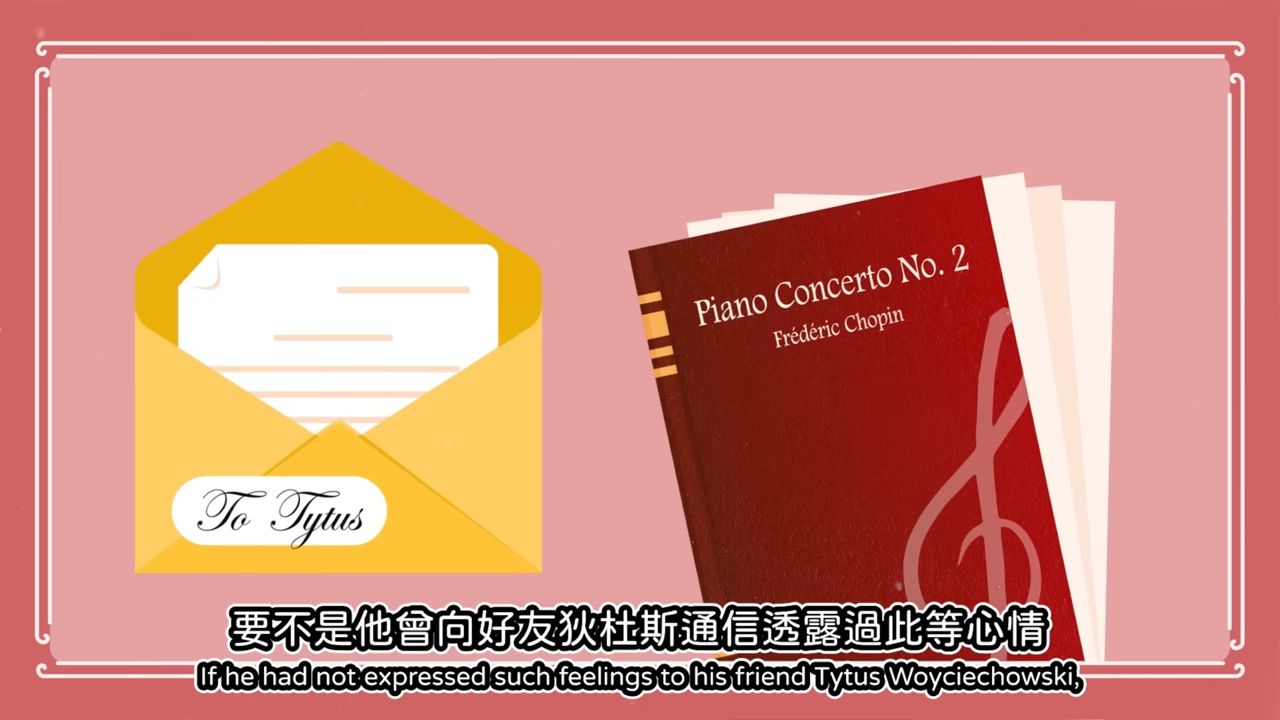 Piano Concerto No. 2
Frédéric Chopin
To Tytus
要不是他曾向好友狄杜斯通信透露過此等心情
If he had not expressed such feelings to his friend Tytus Woyciechowski,